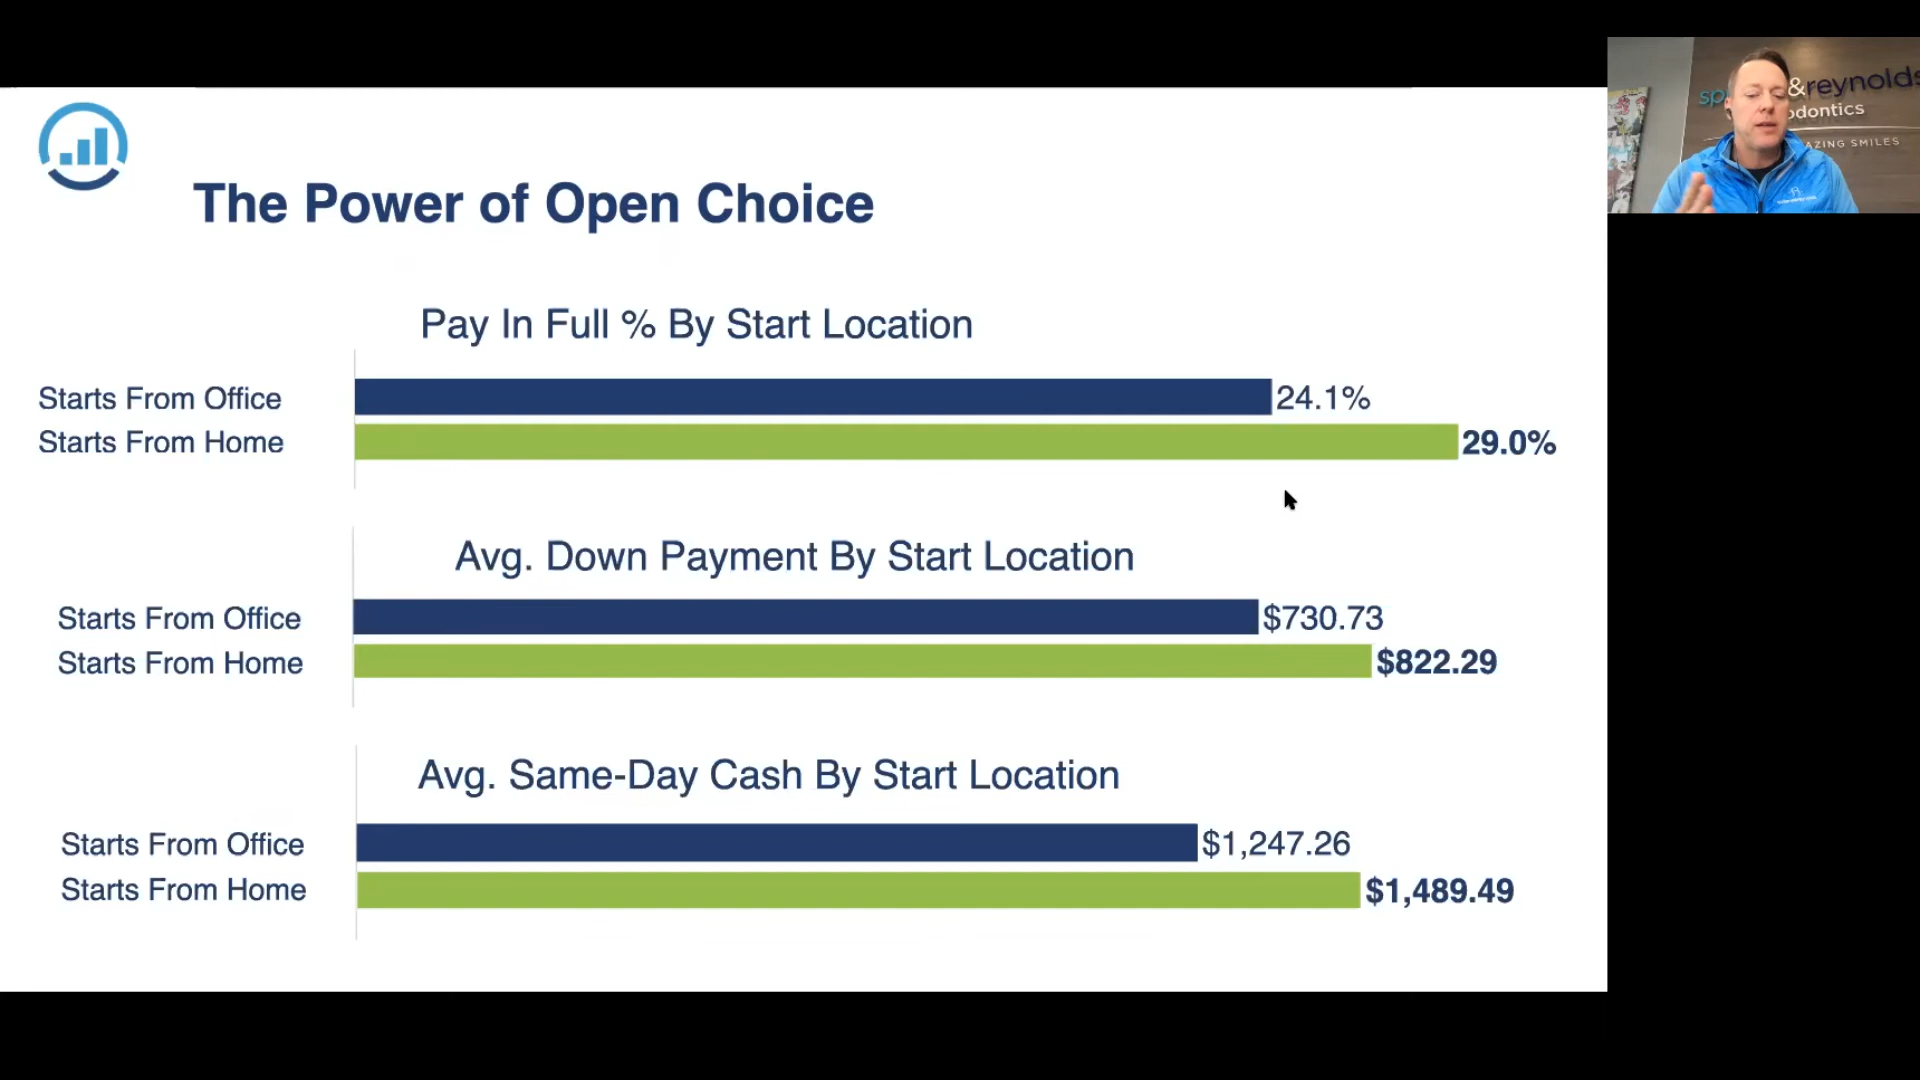 The Power of Open Choice
Pay In Full % By Start Location
Starts From Office 24.1%
Starts From Home 29.0%
Avg. Down Payment By Start Location
Starts From Office $730.73
Starts From Home $822.29
Avg. Same-Day Cash By Start Location
Starts From Office $1,247.26
Starts From Home $1,489.49
&reynolds
SMILES